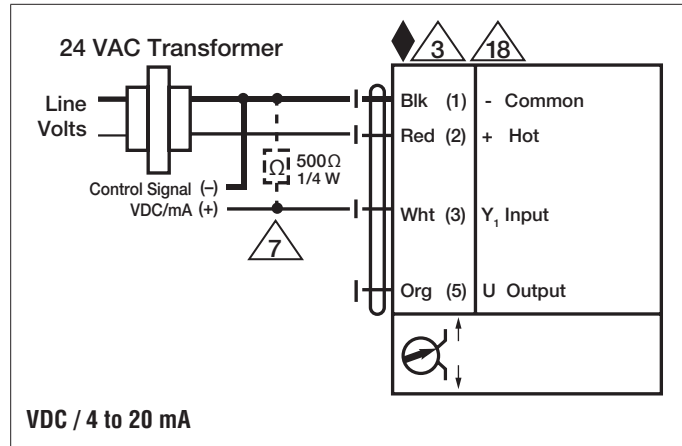 24 VAC Transformer
3 18
Line
Volts
Blk (1) - Common
Red (2) + Hot
Ω 500Ω
1/4 W
Control Signal (–)
VDC/mA (+)
Wht (3) Y₁ Input
7
Org (5) U Output
VDC / 4 to 20 mA